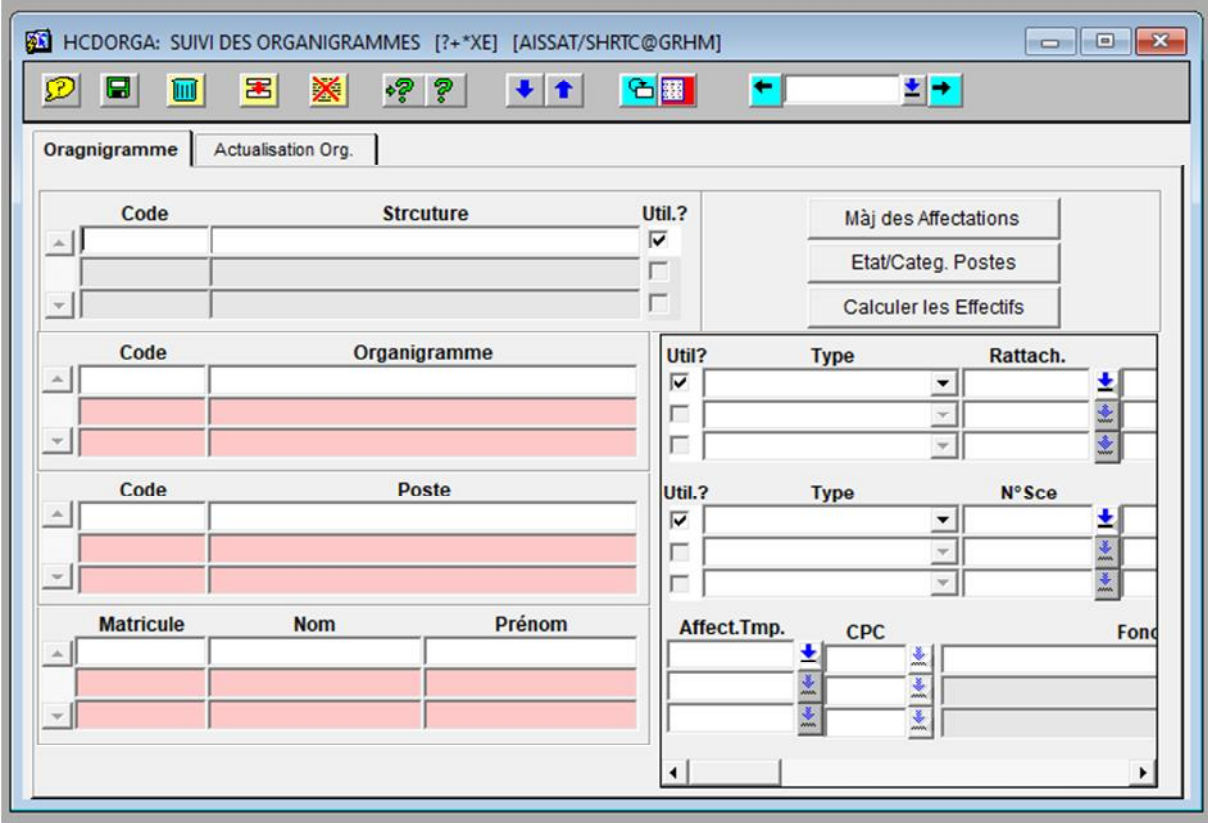 HCDORGA: SUIVI DES ORGANIGRAMMES [?+*XE] [AISSAT/SHRTC@GRHM]
Oragnigramme Actualisation Org.
Code Strcuture Util.?
Màj des Affectations
Etat/Categ. Postes
Calculer les Effectifs
Code Organigramme Util? Type Rattach.
Code Poste Util.? Type N°Sce
Matricule Nom Prénom Affect.Tmp. CPC Fonc